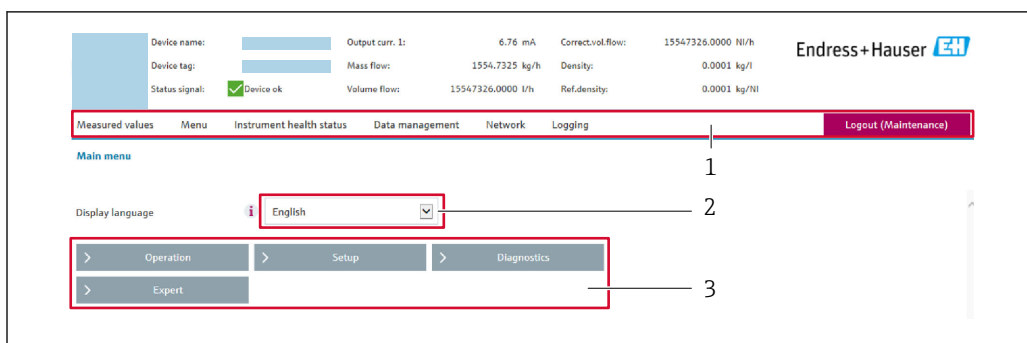 Device name: Output curr. 1: 6.76 mA Correct.vol.flow: 15547326.0000 Nl/h
Endress+Hauser EH
Device tag: Mass flow: 1554.7325 kg/h Density: 0.0001 kg/l
Status signal: Device ok Volume flow: 15547326.0000 l/h Ref.density: 0.0001 kg/Nl
Measured values Menu Instrument health status Data management Network Logging Logout (Maintenance)
1
Main menu
Display language i English 2
> Operation > Setup > Diagnostics
> Expert 3